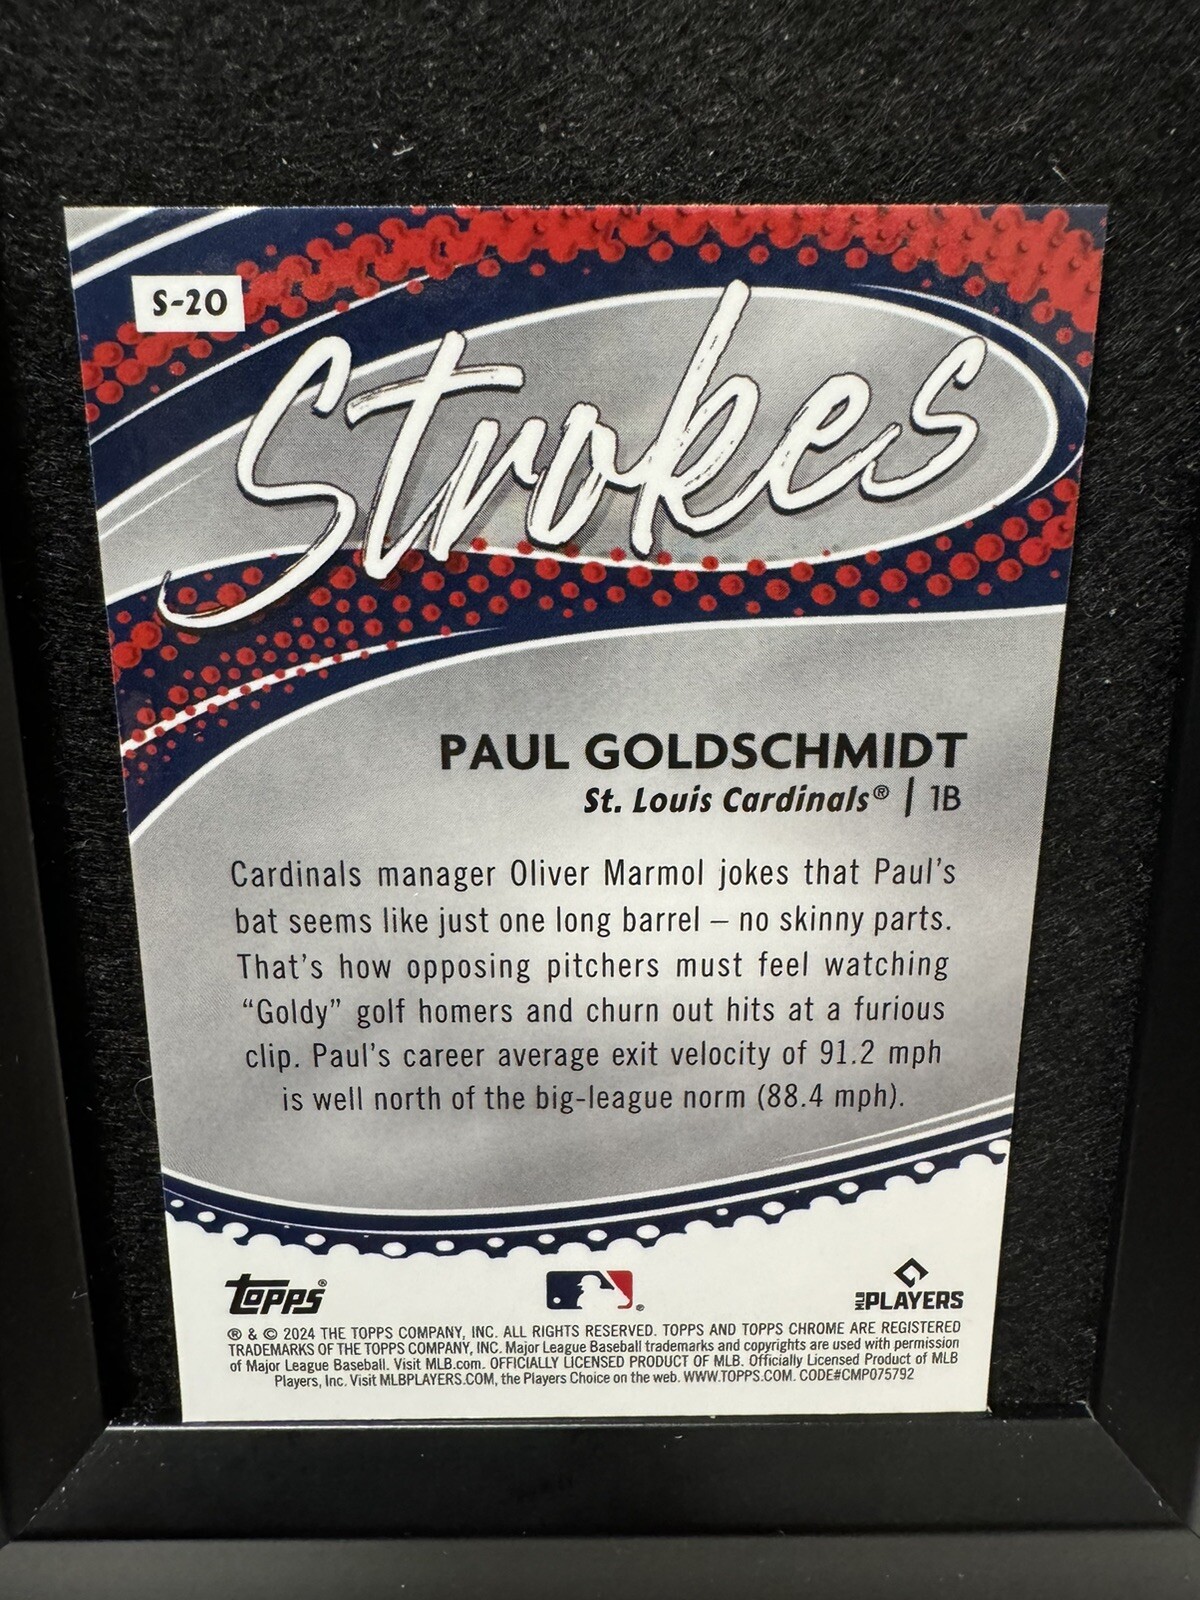 S-20
Strokes
PAUL GOLDSCHMIDT
St. Louis Cardinals® | 1B
Cardinals manager Oliver Marmol jokes that Paul's
bat seems like just one long barrel – no skinny parts.
That's how opposing pitchers must feel watching
“Goldy” golf homers and churn out hits at a furious
clip. Paul's career average exit velocity of 91.2 mph
is well north of the big-league norm (88.4 mph).
Topps®
®
MLB PLAYERS
® & © 2024 THE TOPPS COMPANY, INC. ALL RIGHTS RESERVED. TOPPS AND TOPPS CHROME ARE REGISTERED
TRADEMARKS OF THE TOPPS COMPANY, INC. Major League Baseball trademarks and copyrights are used with permission
of Major League Baseball. Visit MLB.com. OFFICIALLY LICENSED PRODUCT OF MLB. Officially Licensed Product of MLB
Players, Inc. Visit MLBPLAYERS.COM, the Players Choice on the web. WWW.TOPPS.COM. CODE#CMP075792